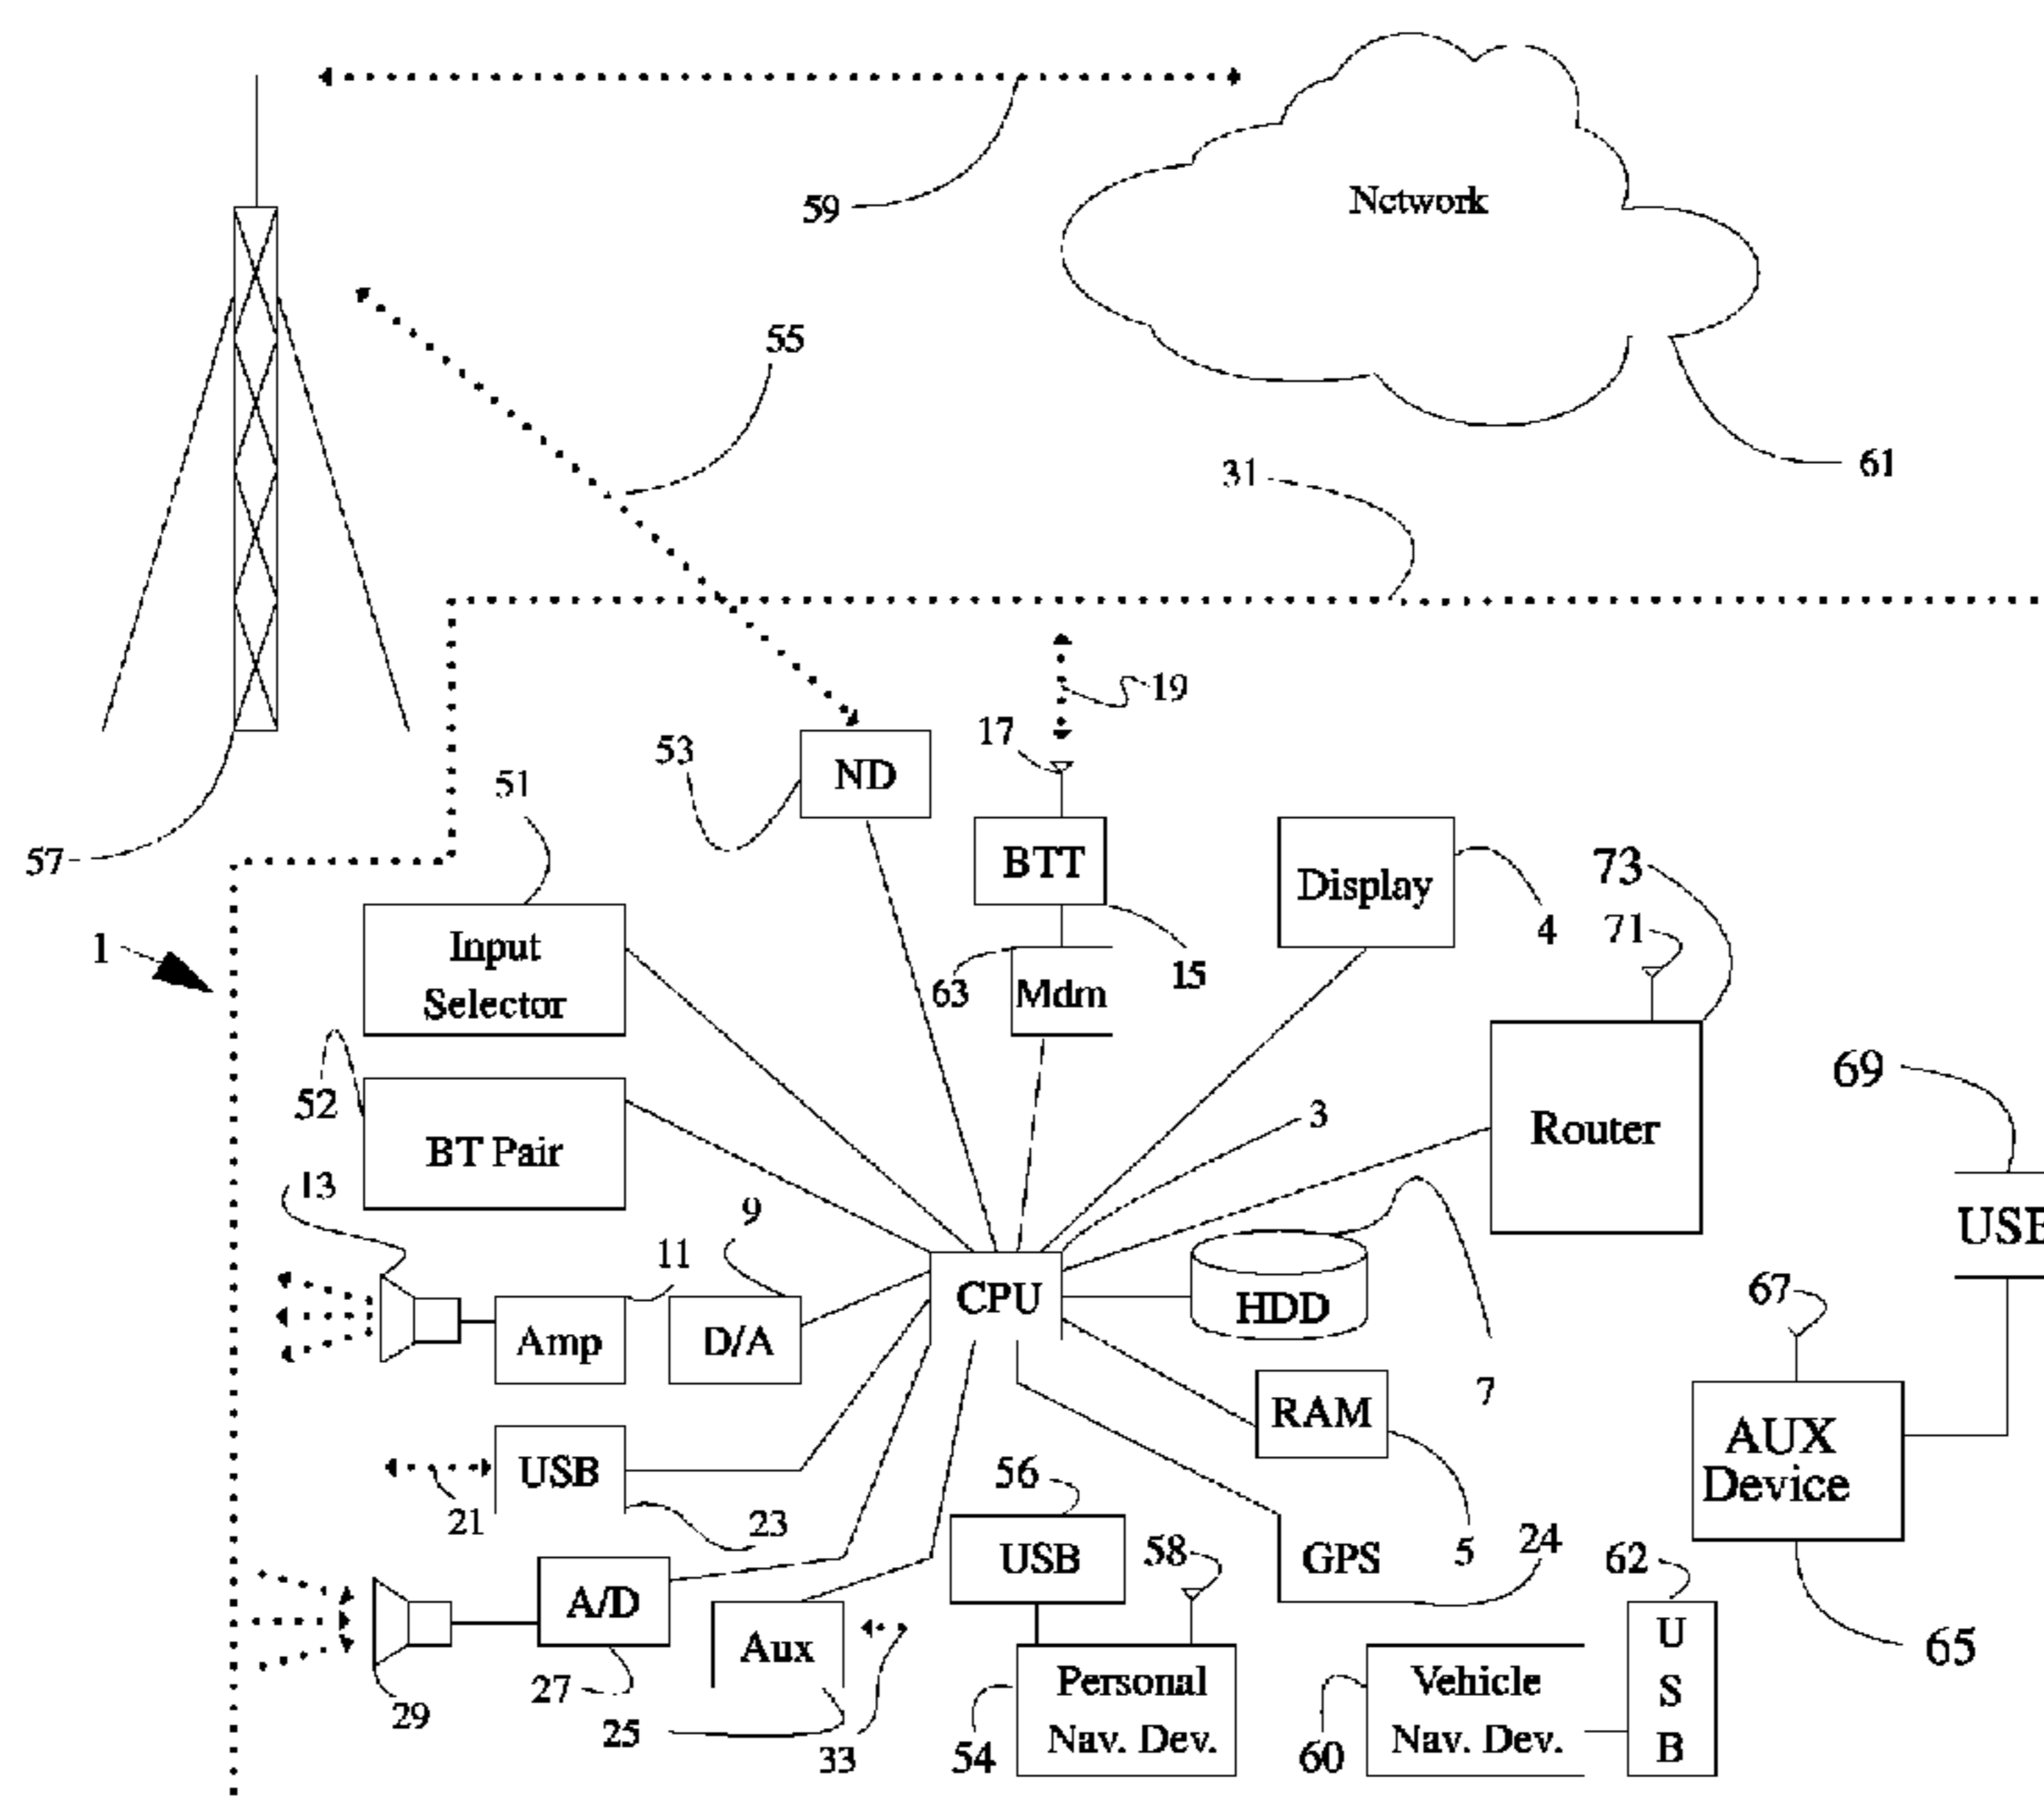 Network
59
55
31
61
19
17
53
ND
51
57
BTT
Display
73
4
71
1
Input
Selector
63
Mdm
15
69
52
BT Pair
3
Router
13
9
USB
11
CPU
HDD
67
Amp
D/A
7
RAM
AUX
Device
USB
56
21
23
USB
58
GPS
5
24
62
A/D
Aux
U
S
B
65
27
29
25
33
Personal
Nav. Dev.
54
Vehicle
Nav. Dev.
60